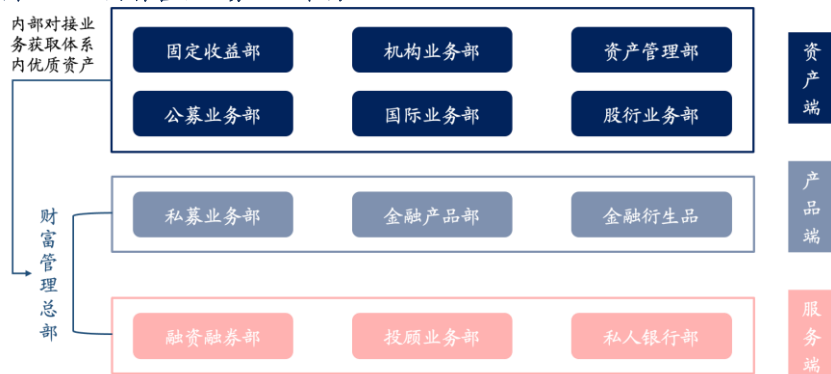 内部对接业
务获取体系
内优质资产
固定收益部
机构业务部
资产管理部
公募业务部
国际业务部
股衍业务部
资产端
私募业务部
金融产品部
金融衍生品
产品端
财富管理总部
融资融券部
投顾业务部
私人银行部
服务端